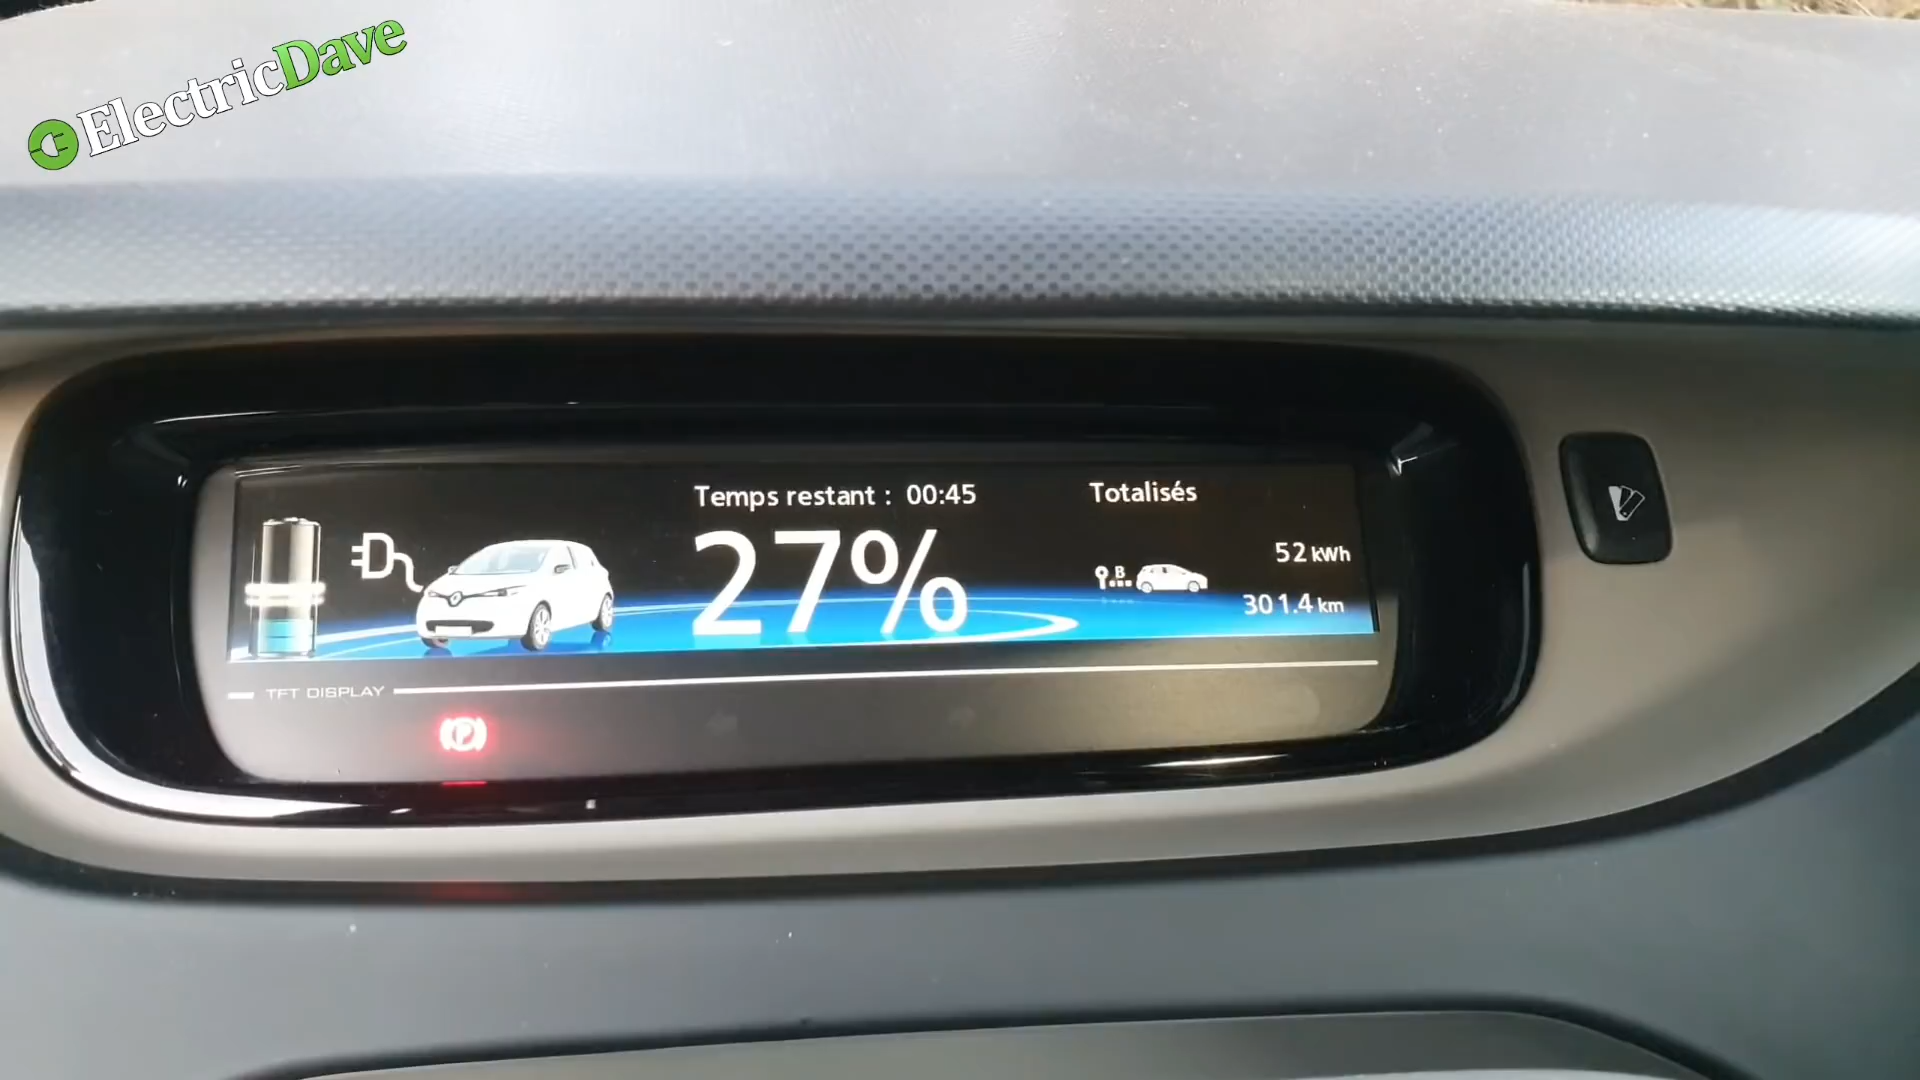 ElectricDave
Temps restant : 00:45
27%
Totalisés
B
52 kWh
301.4 km
TFT DISPLAY
P